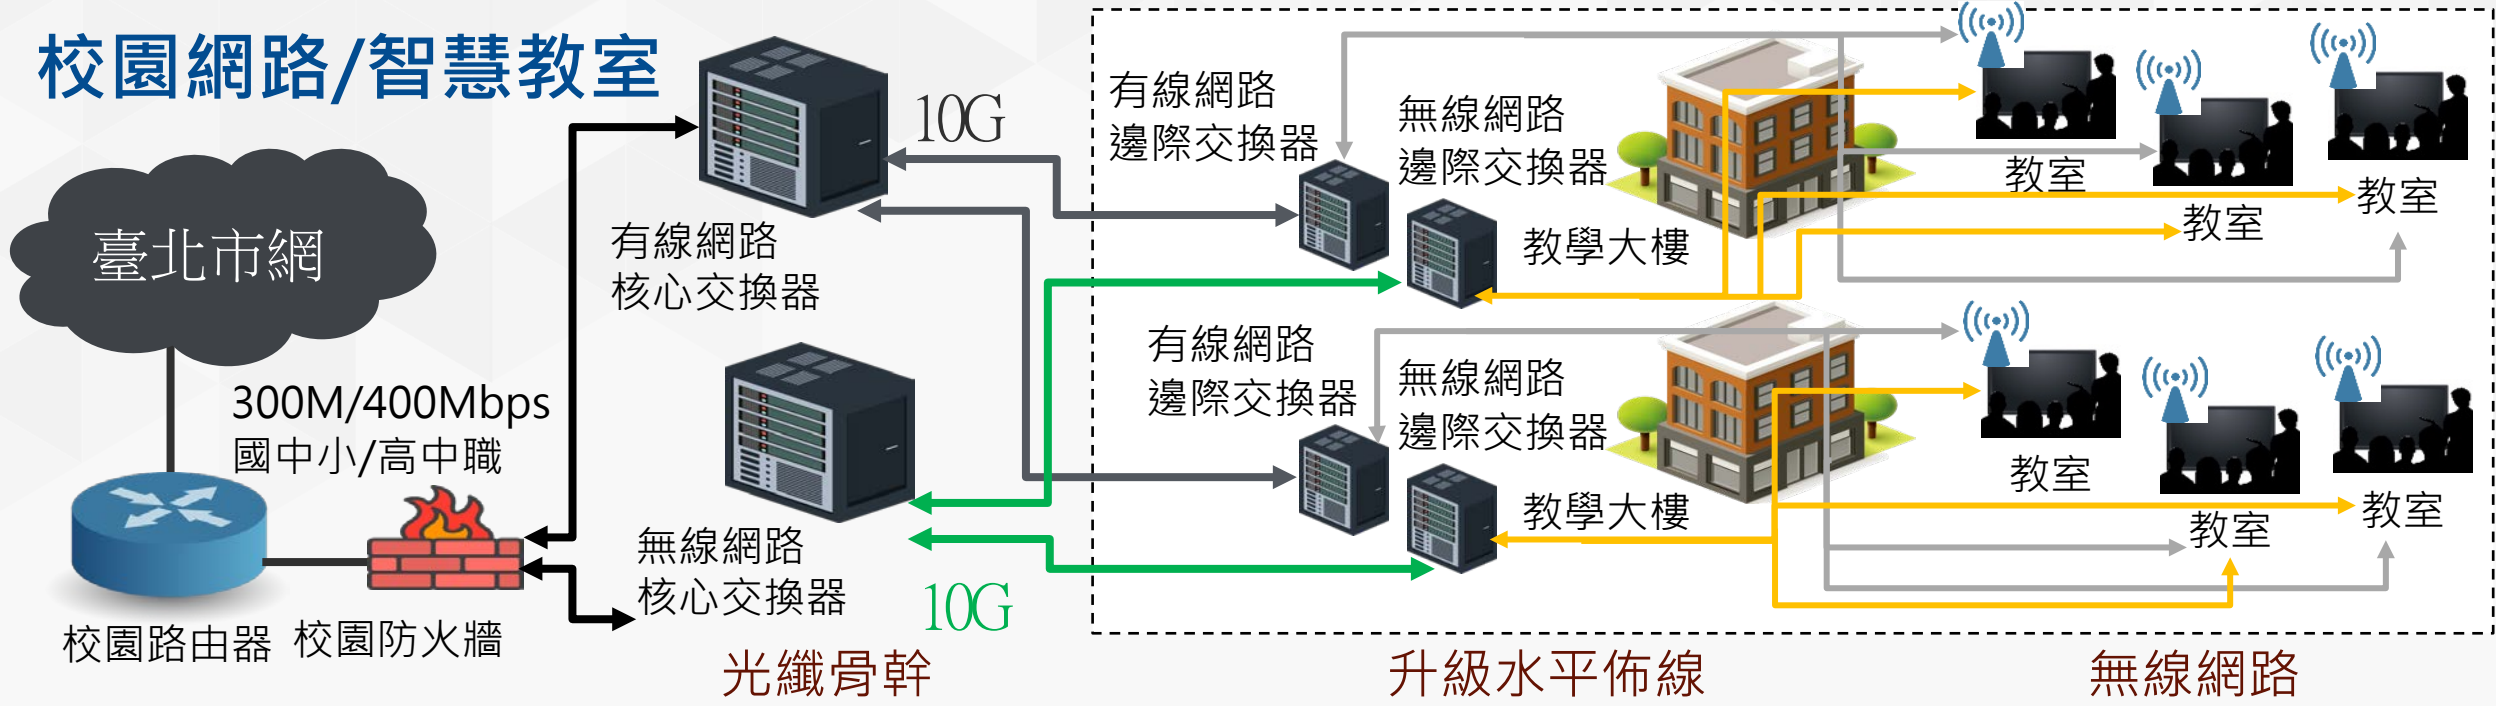 校園網路/智慧教室
臺北市網
300M/400Mbps
國中小/高中職
校園路由器
校園防火牆
有線網路
核心交換器
無線網路
核心交換器
10G
10G
光纖骨幹
有線網路
邊際交換器
無線網路
邊際交換器
教學大樓
教室
教室
教室
有線網路
邊際交換器
無線網路
邊際交換器
教學大樓
教室
教室
教室
升級水平佈線
無線網路